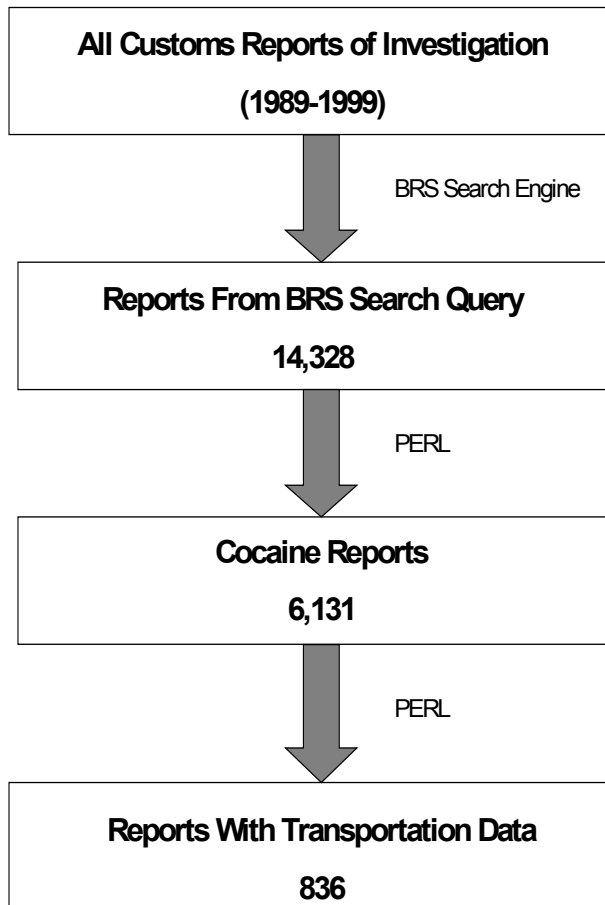 All Customs Reports of Investigation
(1989-1999)
BRS Search Engine
Reports From BRS Search Query
14,328
PERL
Cocaine Reports
6,131
PERL
Reports With Transportation Data
836